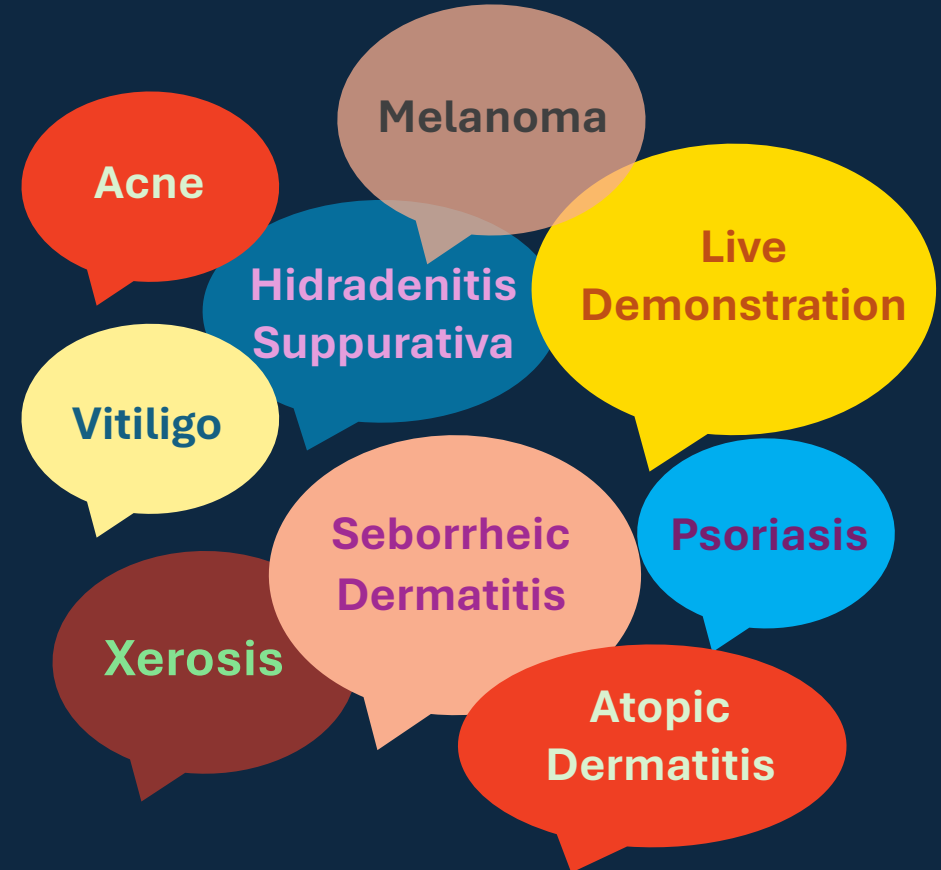 Melanoma
Acne
Live
Demonstration
Hidradenitis
Suppurativa
Vitiligo
Seborrheic
Dermatitis
Psoriasis
Xerosis
Atopic
Dermatitis